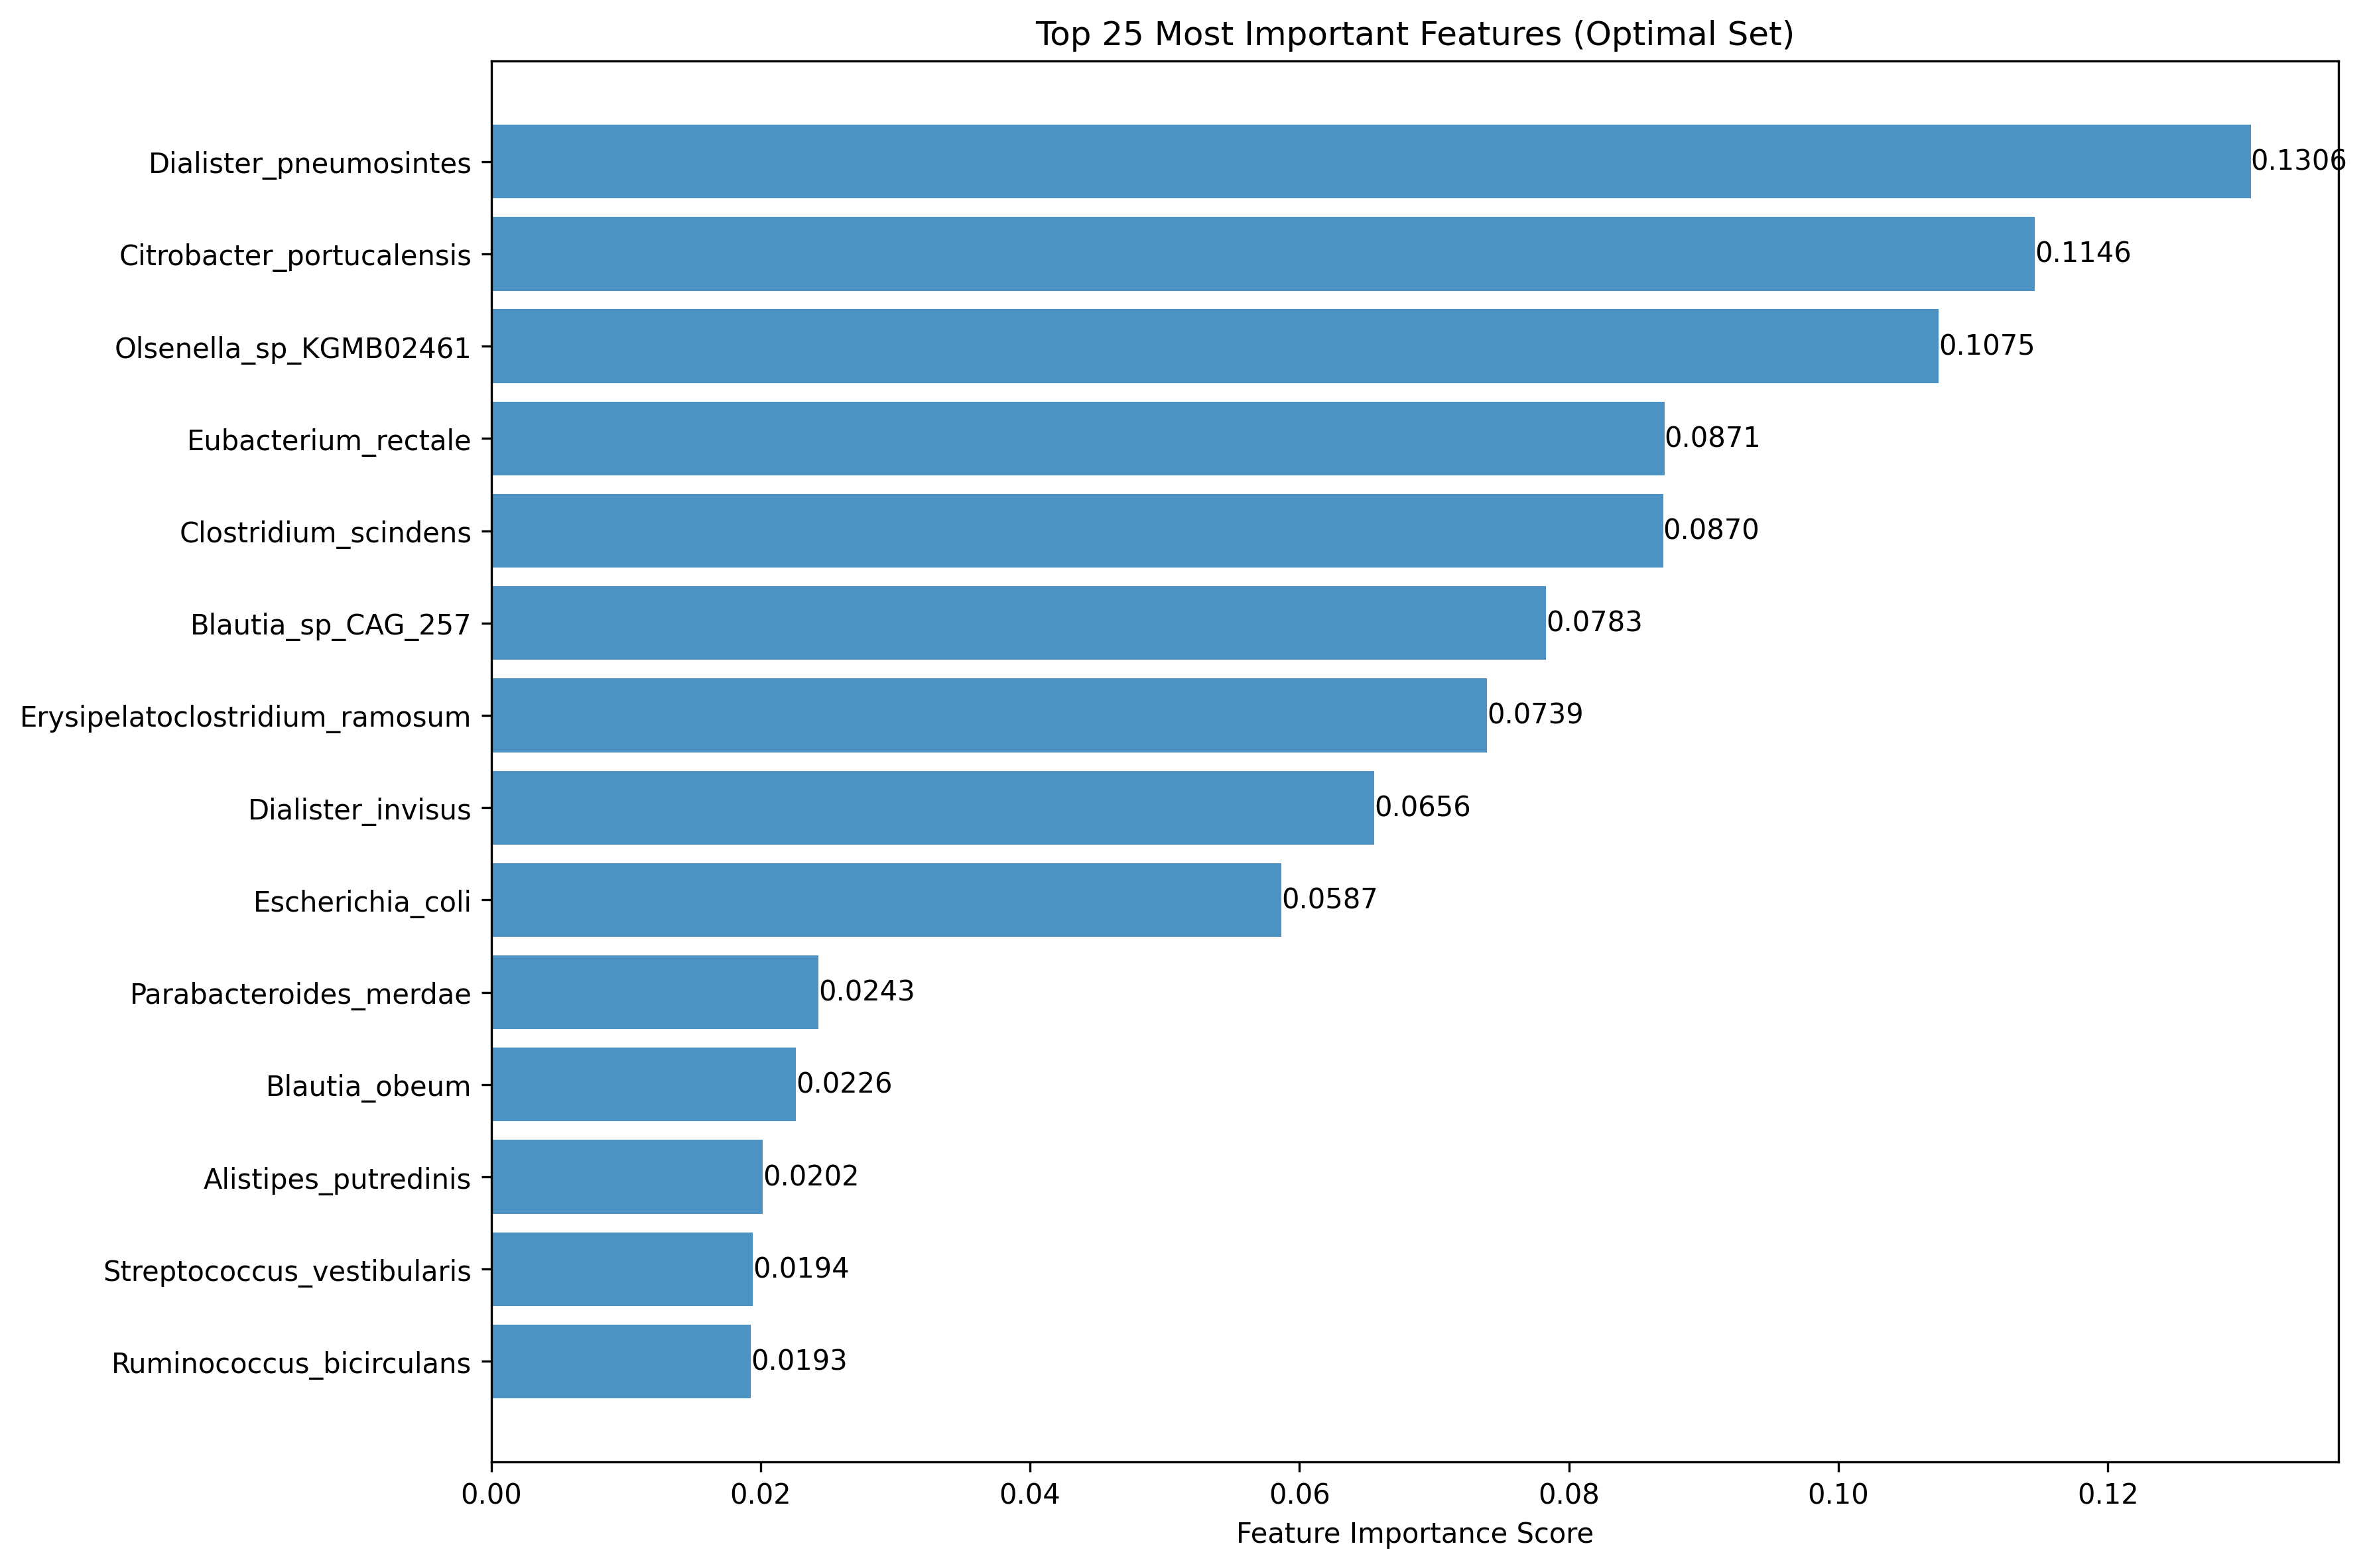 Top 25 Most Important Features (Optimal Set)
Dialister_pneumosintes 0.1306
Citrobacter_portucalensis 0.1146
Olsenella_sp_KGMB02461 0.1075
Eubacterium_rectale 0.0871
Clostridium_scindens 0.0870
Blautia_sp_CAG_257 0.0783
Erysipelatoclostridium_ramosum 0.0739
Dialister_invisus 0.0656
Escherichia_coli 0.0587
Parabacteroides_merdae 0.0243
Blautia_obeum 0.0226
Alistipes_putredinis 0.0202
Streptococcus_vestibularis 0.0194
Ruminococcus_bicirculans 0.0193
0.00 0.02 0.04 0.06 0.08 0.10 0.12
Feature Importance Score